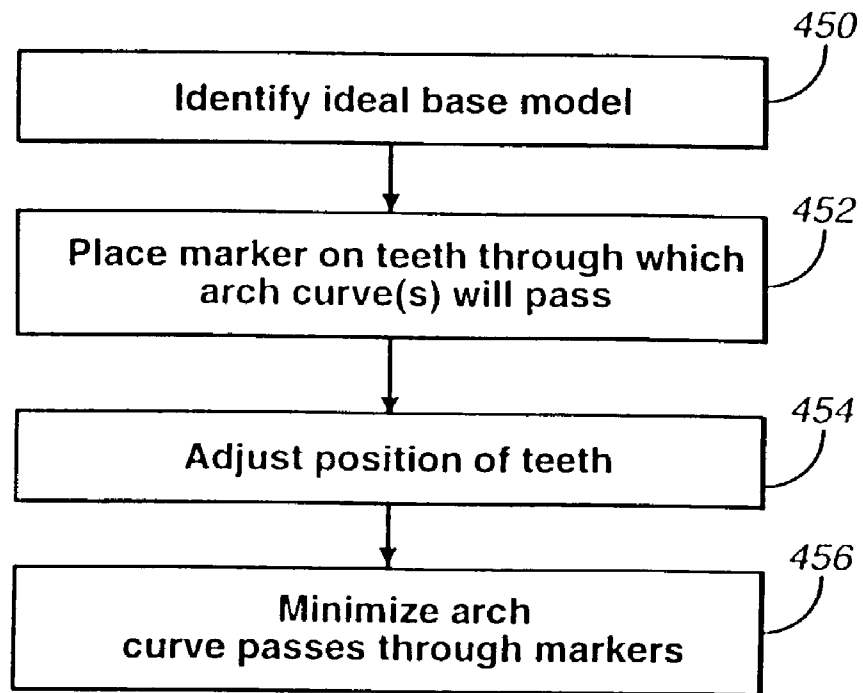 450
Identify ideal base model
452
Place marker on teeth through which
arch curve(s) will pass
454
Adjust position of teeth
456
Minimize arch
curve passes through markers